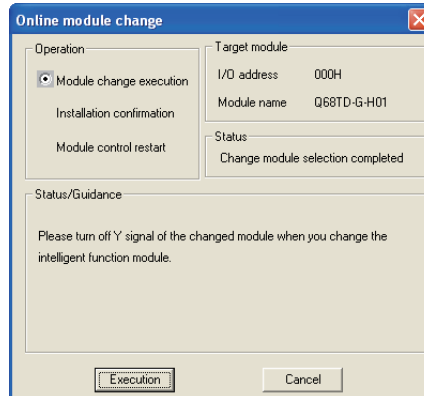 Online module change
Operation
Module change execution
Installation confirmation
Module control restart
Target module
I/O address 000H
Module name Q68TD-G-H01
Status
Change module selection completed
Status/Guidance
Please turn off Y signal of the changed module when you change the
intelligent function module.
Execution
Cancel